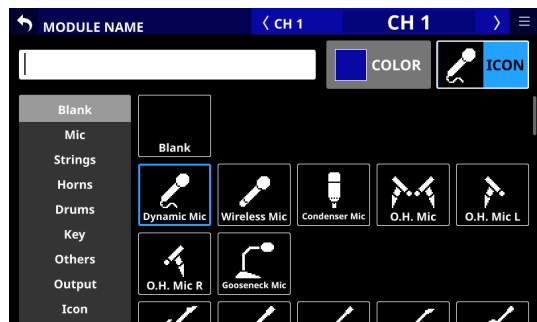 MODULE NAME
CH 1
CH 1
COLOR
ICON
Blank
Mic
Strings
Horns
Drums
Key
Others
Output
Icon
Blank
Dynamic Mic
Wireless Mic
Condenser Mic
O.H. Mic
O.H. Mic L
O.H. Mic R
Gooseneck Mic